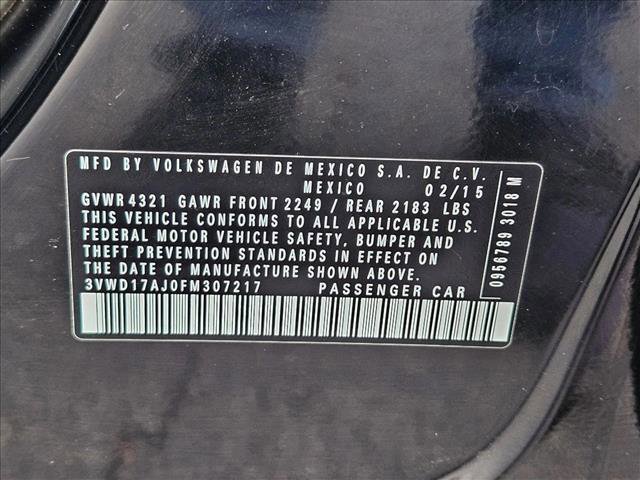 MFD BY VOLKSWAGEN DE MEXICO S.A. DE C.V.
MEXICO 02/15
GVWR 4321 GAWR FRONT 2249 / REAR 2183 LBS
THIS VEHICLE CONFORMS TO ALL APPLICABLE U.S.
FEDERAL MOTOR VEHICLE SAFETY, BUMPER AND
THEFT PREVENTION STANDARDS IN EFFECT ON
THE DATE OF MANUFACTURE SHOWN ABOVE.
3VWD17AJ0FM307217 PASSENGER CAR
0956789 3018 M